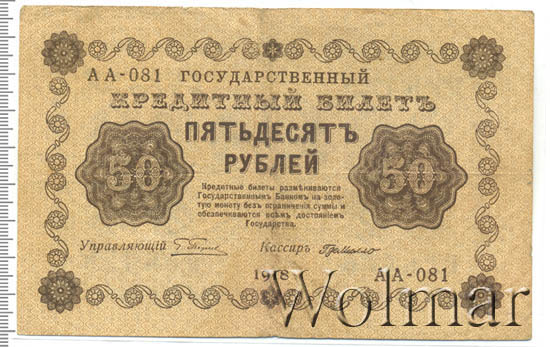 АА-081 ГОСУДАРСТВЕННЫЙ
КРЕДИТНЫЙ БИЛЕТЪ
ПЯТЬДЕСЯТЪ
РУБЛЕЙ
50
50
Кредитные билеты размѣниваются
Государственнымъ Банкомъ на золо-
тую монету безъ ограниченія суммы и
обезпечиваются всѣмъ достояніемъ
Государства.
Управляющій
Кассиръ
1918
АА-081
Wolmar